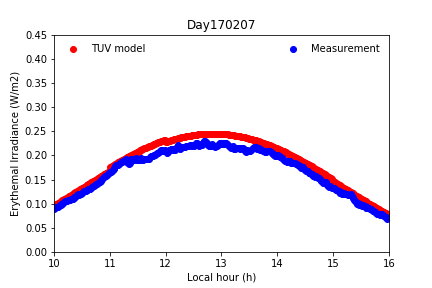 Day170207
TUV model
Measurement
Erythemal Irradiance (W/m2)
0.45
0.40
0.35
0.30
0.25
0.20
0.15
0.10
0.05
0.00
10 11 12 13 14 15 16
Local hour (h)